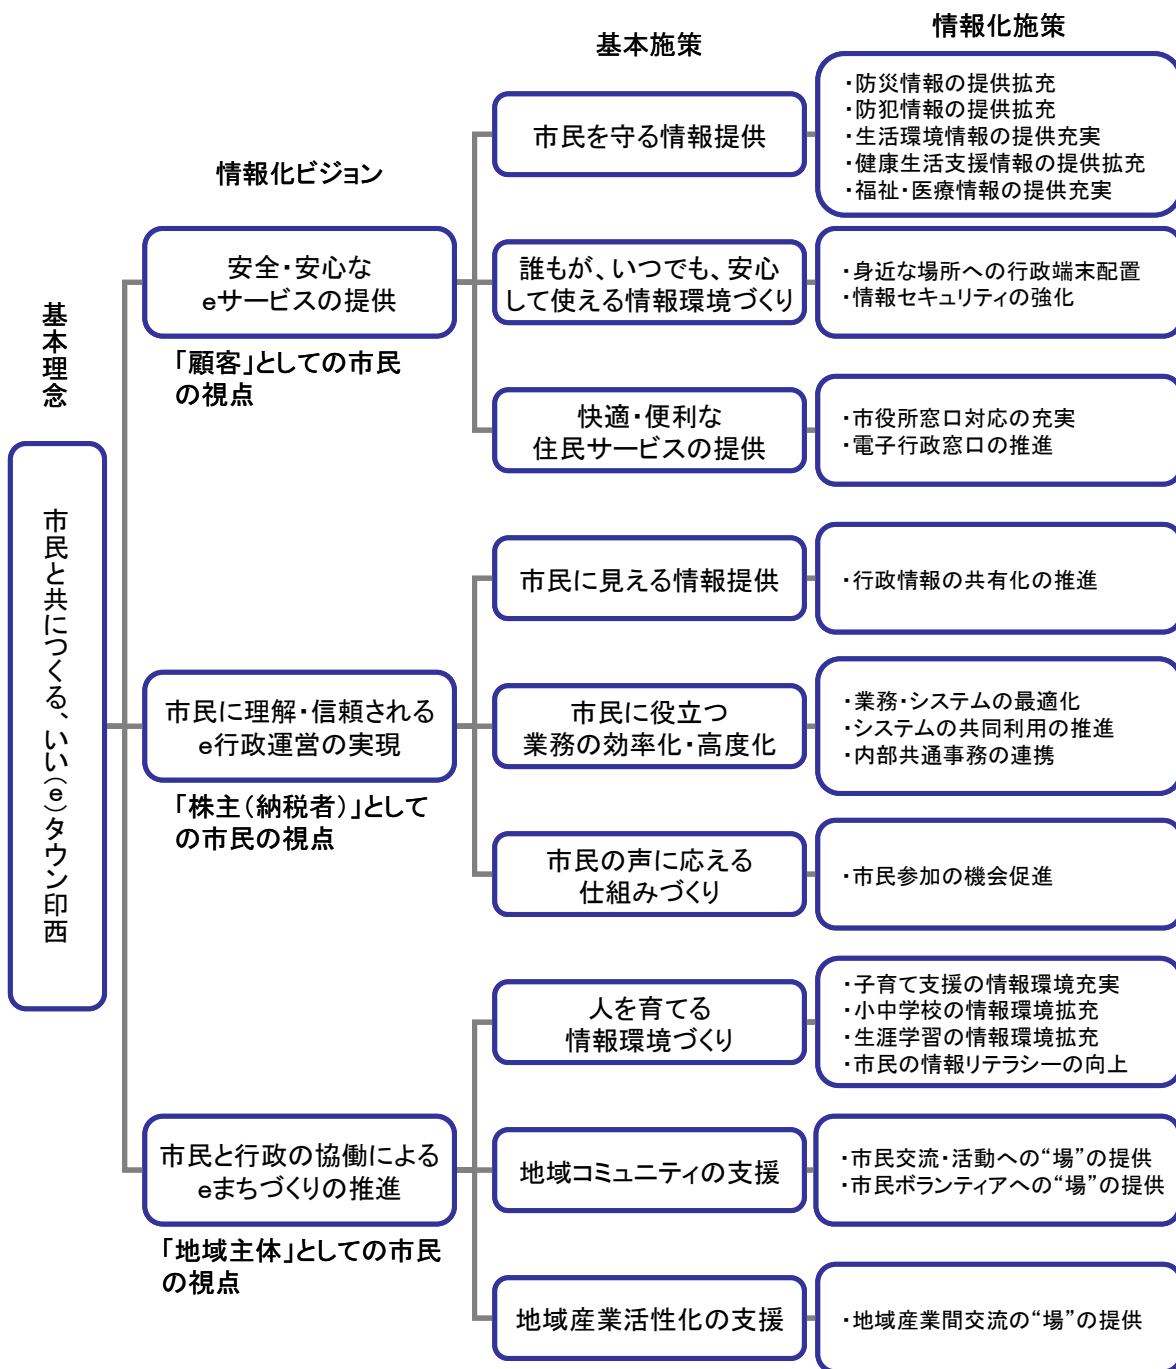 基本理念
市民と共につくる、いい(e)タウン印西
情報化ビジョン
安全・安心な
eサービスの提供
「顧客」としての市民
の視点
市民に理解・信頼される
e行政運営の実現
「株主(納税者)」として
の市民の視点
市民と行政の協働による
eまちづくりの推進
「地域主体」としての市民
の視点
基本施策
市民を守る情報提供
誰もが、いつでも、安心
して使える情報環境づくり
快適・便利な
住民サービスの提供
市民に見える情報提供
市民に役立つ
業務の効率化・高度化
市民の声に応える
仕組みづくり
人を育てる
情報環境づくり
地域コミュニティの支援
地域産業活性化の支援
情報化施策
・防災情報の提供拡充
・防犯情報の提供拡充
・生活環境情報の提供充実
・健康生活支援情報の提供拡充
・福祉・医療情報の提供充実
・身近な場所への行政端末配置
・情報セキュリティの強化
・市役所窓口対応の充実
・電子行政窓口の推進
・行政情報の共有化の推進
・業務・システムの最適化
・システムの共同利用の推進
・内部共通事務の連携
・市民参加の機会促進
・子育て支援の情報環境充実
・小中学校の情報環境拡充
・生涯学習の情報環境拡充
・市民の情報リテラシーの向上
・市民交流・活動への“場”の提供
・市民ボランティアへの“場”の提供
・地域産業間交流の“場”の提供